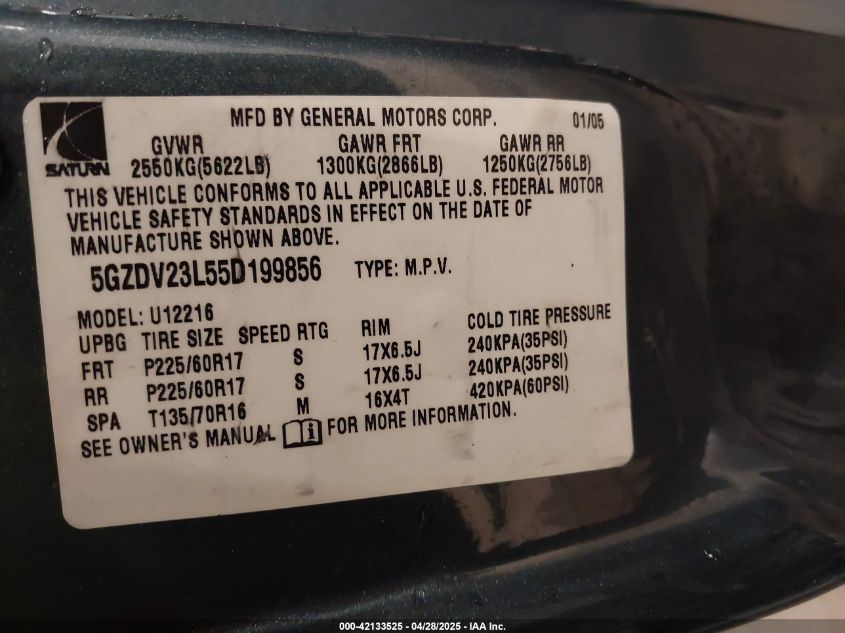 MFD BY GENERAL MOTORS CORP. 01/05
SATURN
GVWR GAWR FRT GAWR RR
2550KG(5622LB) 1300KG(2866LB) 1250KG(2756LB)
THIS VEHICLE CONFORMS TO ALL APPLICABLE U.S. FEDERAL MOTOR
VEHICLE SAFETY STANDARDS IN EFFECT ON THE DATE OF
MANUFACTURE SHOWN ABOVE.
5GZDV23L55D199856 TYPE: M.P.V.
MODEL: U12216
UPBG TIRE SIZE SPEED RTG RIM COLD TIRE PRESSURE
FRT P225/60R17 S 17X6.5J 240KPA(35PSI)
RR P225/60R17 S 17X6.5J 240KPA(35PSI)
SPA T135/70R16 M 16X4T 420KPA(60PSI)
SEE OWNER'S MANUAL FOR MORE INFORMATION.
000-42133525 - 04/28/2025 - IAA Inc.